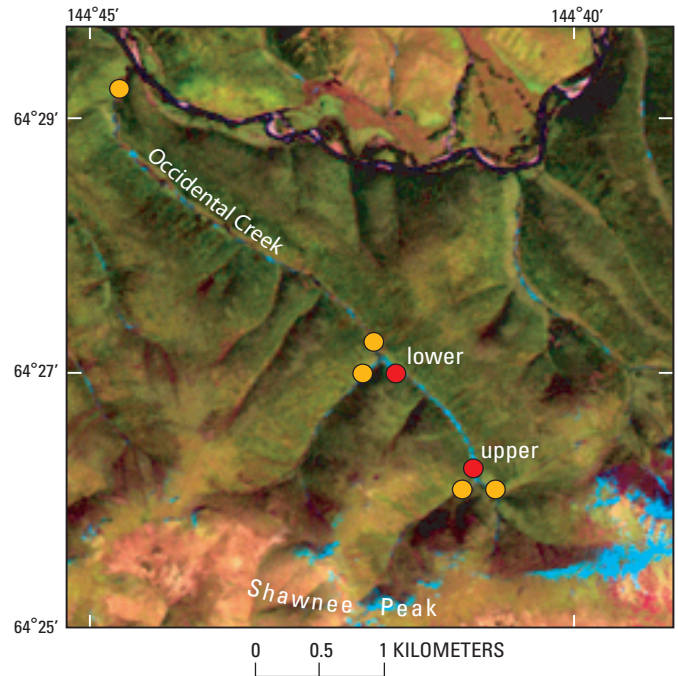 144°45′ 144°40′
64°29′
Occidental Creek
64°27′
lower
upper
Shawnee Peak
64°25′
0 0.5 1 KILOMETERS